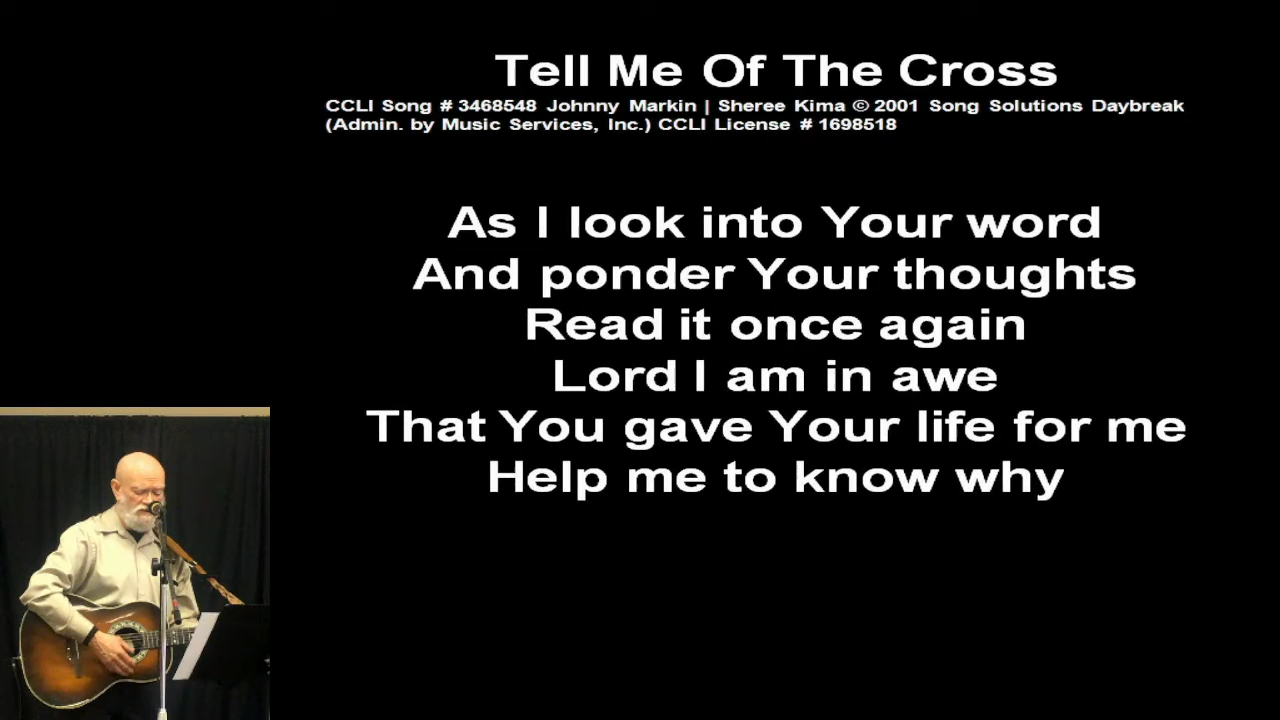 Tell Me Of The Cross
CCLI Song # 3468548 Johnny Markin | Sheree Kima © 2001 Song Solutions Daybreak
(Admin. by Music Services, Inc.) CCLI License # 1698518
As I look into Your word
And ponder Your thoughts
Read it once again
Lord I am in awe
That You gave Your life for me
Help me to know why